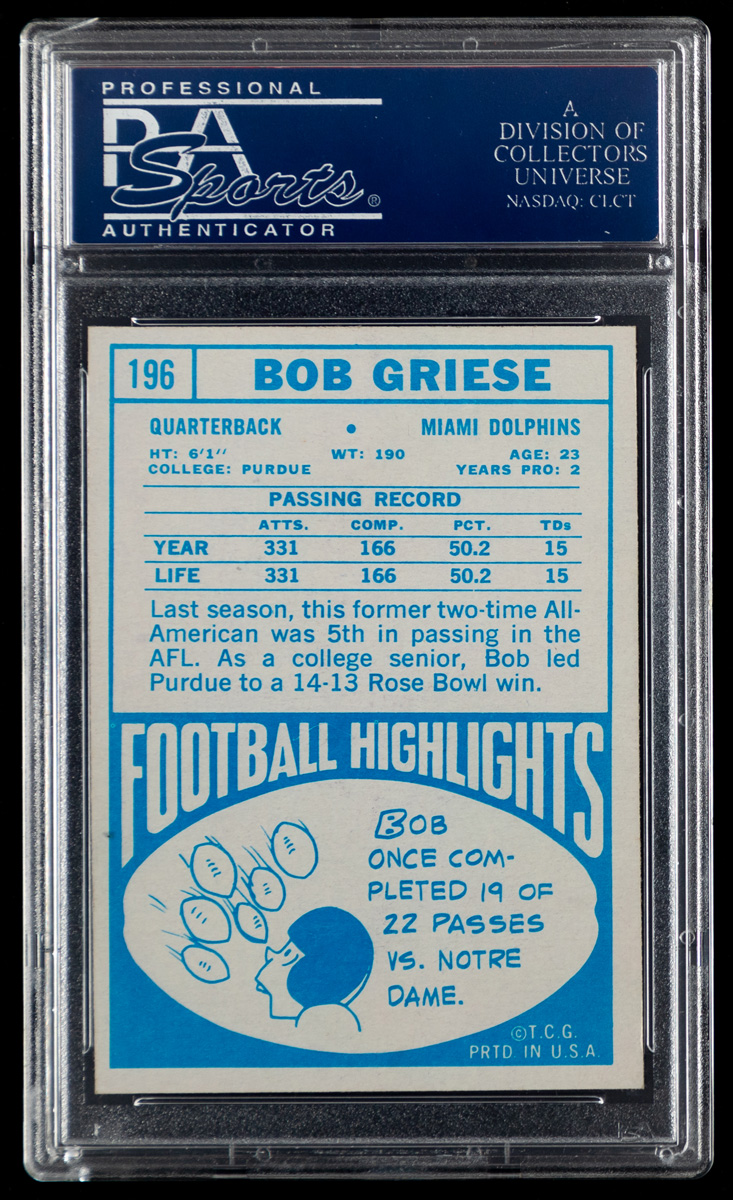 PROFESSIONAL
PSA
Sports®
AUTHENTICATOR
A
DIVISION OF
COLLECTORS
UNIVERSE
NASDAQ: CLCT
196 BOB GRIESE
QUARTERBACK • MIAMI DOLPHINS
HT: 6'1" WT: 190 AGE: 23
COLLEGE: PURDUE YEARS PRO: 2
PASSING RECORD
ATTS. COMP. PCT. TDs
YEAR 331 166 50.2 15
LIFE 331 166 50.2 15
Last season, this former two-time All-
American was 5th in passing in the
AFL. As a college senior, Bob led
Purdue to a 14-13 Rose Bowl win.
FOOTBALL HIGHLIGHTS
BOB
ONCE COM-
PLETED 19 OF
22 PASSES
VS. NOTRE
DAME.
©T.C.G.
PRTD IN U.S.A.